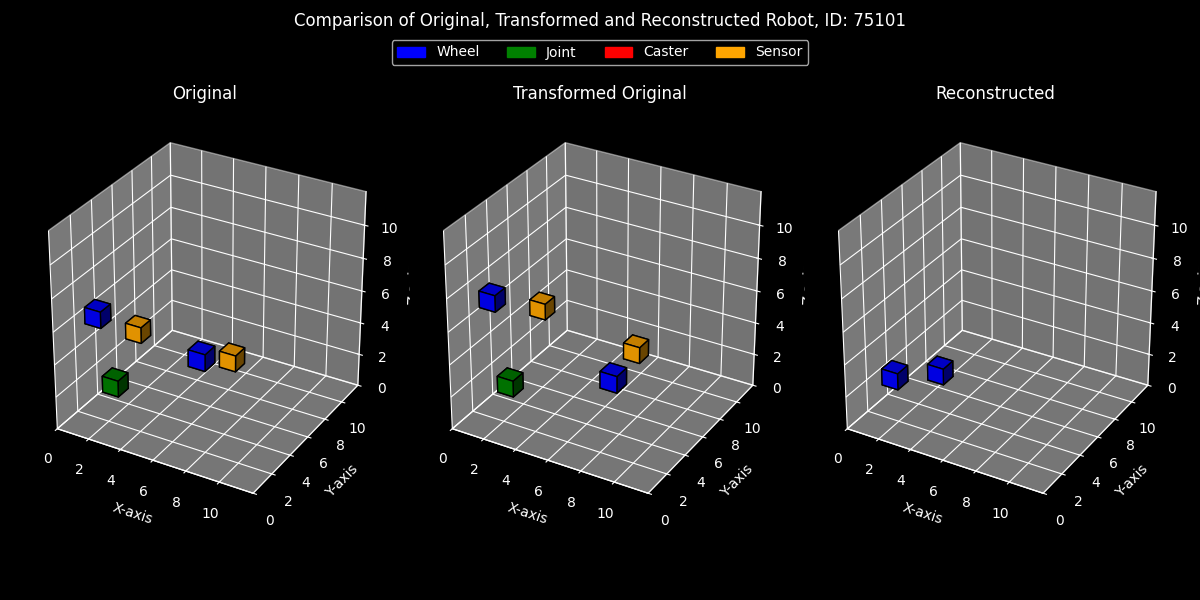 Comparison of Original, Transformed and Reconstructed Robot, ID: 75101
Wheel Joint Caster Sensor
Original Transformed Original Reconstructed
10 10 10
8 8 8
6 6 6
4 4 4
2 2 2
0 0 0
0 2 4 6 8 10 0 2 4 6 8 10 0 2 4 6 8 10
0 2 4 6 8 10 0 2 4 6 8 10 0 2 4 6 8 10
X-axis Y-axis X-axis Y-axis X-axis Y-axis